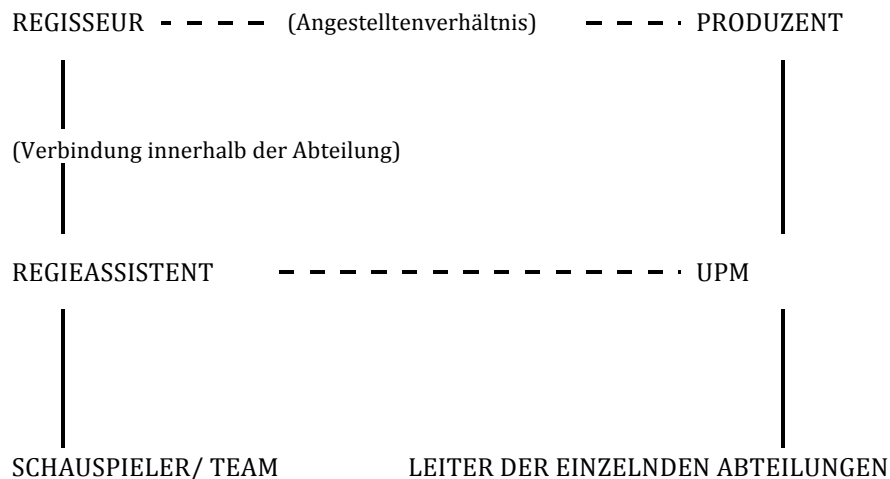 REGISSEUR (Angestelltenverhältnis) PRODUZENT
(Verbindung innerhalb der Abteilung)
REGIEASSISTENT UPM
SCHAUSPIELER/ TEAM LEITER DER EINZELNDEN ABTEILUNGEN